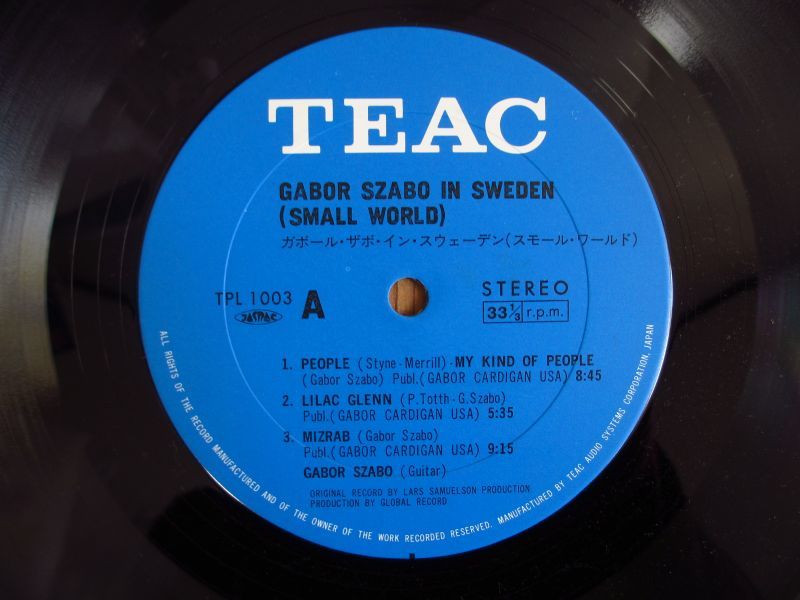 TEAC
GABOR SZABO IN SWEDEN
(SMALL WORLD)
ガボール・ザボ・イン・スウェーデン(スモール・ワールド)
TPL 1003 A
JASRAC
STEREO
33 1/3 r.p.m.
1. PEOPLE (Styne-Merrill)-MY KIND OF PEOPLE
(Gabor Szabo) Publ.(GABOR CARDIGAN USA) 8:45
2. LILAC GLENN (P.Totth-G.Szabo)
Publ.(GABOR CARDIGAN USA) 5:35
3. MIZRAB (Gabor Szabo)
Publ.(GABOR CARDIGAN USA) 9:15
GABOR SZABO (Guitar)
ORIGINAL RECORD BY LARS SAMUELSON PRODUCTION
PRODUCTION BY GLOBAL RECORD
ALL RIGHTS OF THE RECORD MANUFACTURED AND OF THE OWNER OF THE WORK RECORDED RESERVED. MANUFACTURED BY TEAC AUDIO SYSTEMS CORPORATION, JAPAN